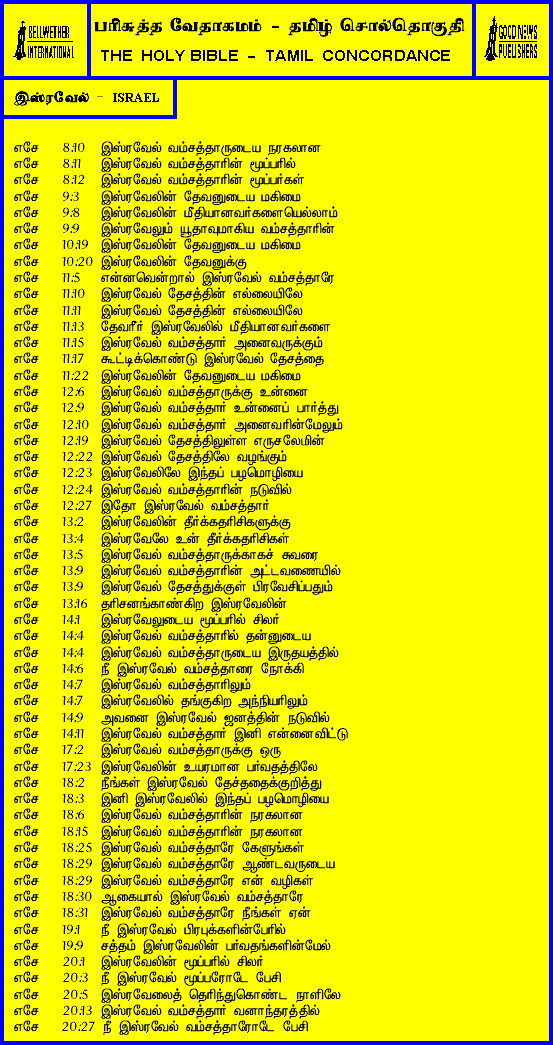 BELLWETHER
INTERNATIONAL
பரிசுத்த வேதாகமம் - தமிழ் சொல்தொகுதி
THE HOLY BIBLE - TAMIL CONCORDANCE
GOOD NEWS
PUBLISHERS
இஸ்ரவேல் - ISRAEL
எசே 8:10 இஸ்ரவேல் வம்சத்தாருடைய நரகலான
எசே 8:11 இஸ்ரவேல் வம்சத்தாரின் மூப்பரில்
எசே 8:12 இஸ்ரவேல் வம்சத்தாரின் மூப்பர்கள்
எசே 9:3 இஸ்ரவேலின் தேவனுடைய மகிமை
எசே 9:8 இஸ்ரவேலின் மீதியானவர்களையெல்லாம்
எசே 9:9 இஸ்ரவேலும் யூதாவுமாகிய வம்சத்தாரின்
எசே 10:19 இஸ்ரவேலின் தேவனுடைய மகிமை
எசே 10:20 இஸ்ரவேலின் தேவனுக்கு
எசே 11:5 என்னவென்றால் இஸ்ரவேல் வம்சத்தாரே
எசே 11:10 இஸ்ரவேல் தேசத்தின் எல்லையிலே
எசே 11:11 இஸ்ரவேல் தேசத்தின் எல்லையிலே
எசே 11:13 தேவரீர் இஸ்ரவேலில் மீதியானவர்களை
எசே 11:15 இஸ்ரவேல் வம்சத்தார் அனைவருக்கும்
எசே 11:17 கூட்டிக்கொண்டு இஸ்ரவேல் தேசத்தை
எசே 11:22 இஸ்ரவேலின் தேவனுடைய மகிமை
எசே 12:6 இஸ்ரவேல் வம்சத்தாருக்கு உன்னை
எசே 12:9 இஸ்ரவேல் வம்சத்தார் உன்னைப் பார்த்து
எசே 12:10 இஸ்ரவேல் வம்சத்தார் அனைவரின்மேலும்
எசே 12:19 இஸ்ரவேல் தேசத்திலுள்ள எருசலேமின்
எசே 12:22 இஸ்ரவேல் தேசத்திலே வழங்கும்
எசே 12:23 இஸ்ரவேலிலே இந்தப் பழமொழியை
எசே 12:24 இஸ்ரவேல் வம்சத்தாரின் நடுவில்
எசே 12:27 இதோ இஸ்ரவேல் வம்சத்தார்
எசே 13:2 இஸ்ரவேலின் தீர்க்கதரிசிகளுக்கு
எசே 13:4 இஸ்ரவேலே உன் தீர்க்கதரிசிகள்
எசே 13:5 இஸ்ரவேல் வம்சத்தாருக்காகச் சுவரை
எசே 13:9 இஸ்ரவேல் வம்சத்தாரின் அட்டவணையில்
எசே 13:9 இஸ்ரவேல் தேசத்துக்குள் பிரவேசிப்பதும்
எசே 13:16 தரிசனங்காண்கிற இஸ்ரவேலின்
எசே 14:1 இஸ்ரவேலுடைய மூப்பரில் சிலர்
எசே 14:4 இஸ்ரவேல் வம்சத்தாரில் தன்னுடைய
எசே 14:4 இஸ்ரவேல் வம்சத்தாருடைய இருதயத்தில்
எசே 14:6 நீ இஸ்ரவேல் வம்சத்தாரை நோக்கி
எசே 14:7 இஸ்ரவேல் வம்சத்தாரிலும்
எசே 14:7 இஸ்ரவேலில் தங்குகிற அந்நியரிலும்
எசே 14:9 அவனை இஸ்ரவேல் ஜனத்தின் நடுவில்
எசே 14:11 இஸ்ரவேல் வம்சத்தார் இனி என்னைவிட்டு
எசே 17:2 இஸ்ரவேல் வம்சத்தாருக்கு ஒரு
எசே 17:23 இஸ்ரவேலின் உயரமான பர்வதத்திலே
எசே 18:2 நீங்கள் இஸ்ரவேல் தேச்ததைக்குறித்து
எசே 18:3 இனி இஸ்ரவேலில் இந்தப் பழமொழியை
எசே 18:6 இஸ்ரவேல் வம்சத்தாரின் நரகலான
எசே 18:15 இஸ்ரவேல் வம்சத்தாரின் நரகலான
எசே 18:25 இஸ்ரவேல் வம்சத்தாரே கேளுங்கள்
எசே 18:29 இஸ்ரவேல் வம்சத்தாரே ஆண்டவருடைய
எசே 18:29 இஸ்ரவேல் வம்சத்தாரே என் வழிகள்
எசே 18:30 ஆகையால் இஸ்ரவேல் வம்சத்தாரே
எசே 18:31 இஸ்ரவேல் வம்சத்தாரே நீங்கள் ஏன்
எசே 19:1 நீ இஸ்ரவேல் பிரபுக்களின்பேரில்
எசே 19:9 சத்தம் இஸ்ரவேலின் பர்வதங்களின்மேல்
எசே 20:1 இஸ்ரவேலின் மூப்பரில் சிலர்
எசே 20:3 நீ இஸ்ரவேல் மூப்பரோடே பேசி
எசே 20:5 இஸ்ரவேலைத் தெரிந்துகொண்ட நாளிலே
எசே 20:13 இஸ்ரவேல் வம்சத்தார் வனாந்தரத்தில்
எசே 20:27 நீ இஸ்ரவேல் வம்சத்தாரோடே பேசி